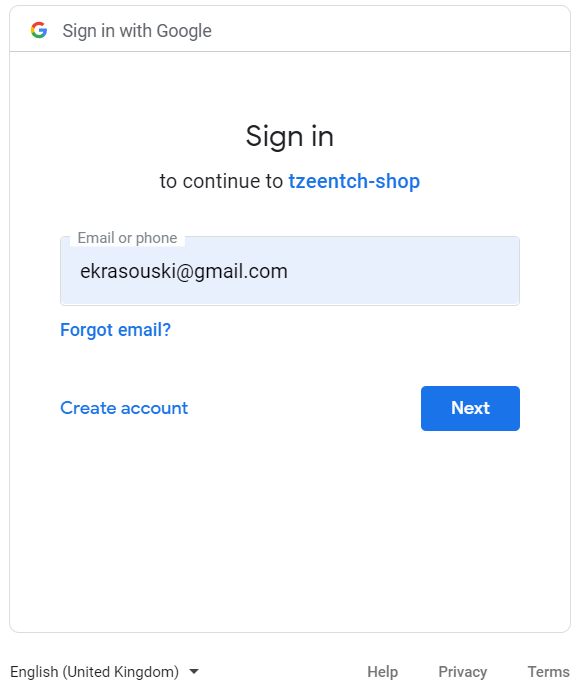 Sign in with Google
Sign in
to continue to tzeentch-shop
Email or phone
ekrasouski@gmail.com
Forgot email?
Create account Next
English (United Kingdom) Help Privacy Terms